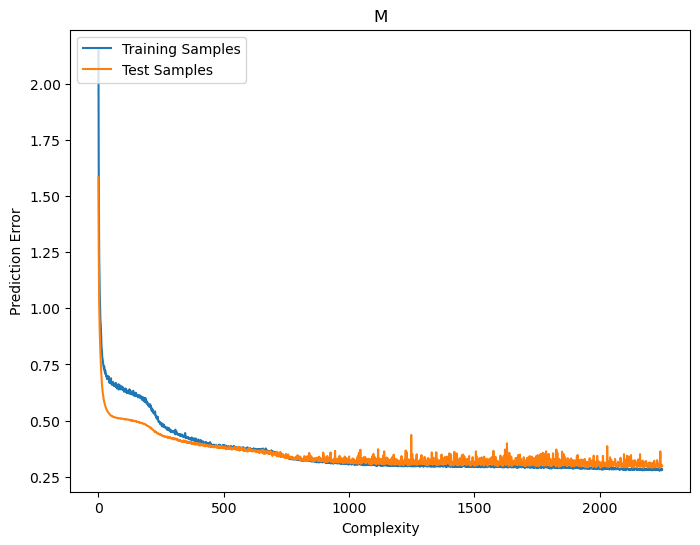 M
Training Samples
Test Samples
Prediction Error
2.00
1.75
1.50
1.25
1.00
0.75
0.50
0.25
0
500
1000
1500
2000
Complexity